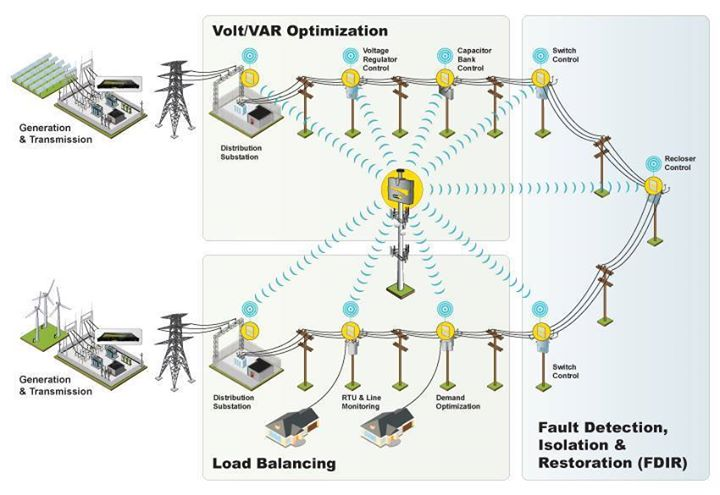 Volt/VAR Optimization
Voltage
Regulator
Control
Capacitor
Bank
Control
Switch
Control
Generation
& Transmission
Distribution
Substation
Recloser
Control
Generation
& Transmission
Distribution
Substation
RTU & Line
Monitoring
Demand
Optimization
Switch
Control
Load Balancing
Fault Detection,
Isolation &
Restoration (FDIR)